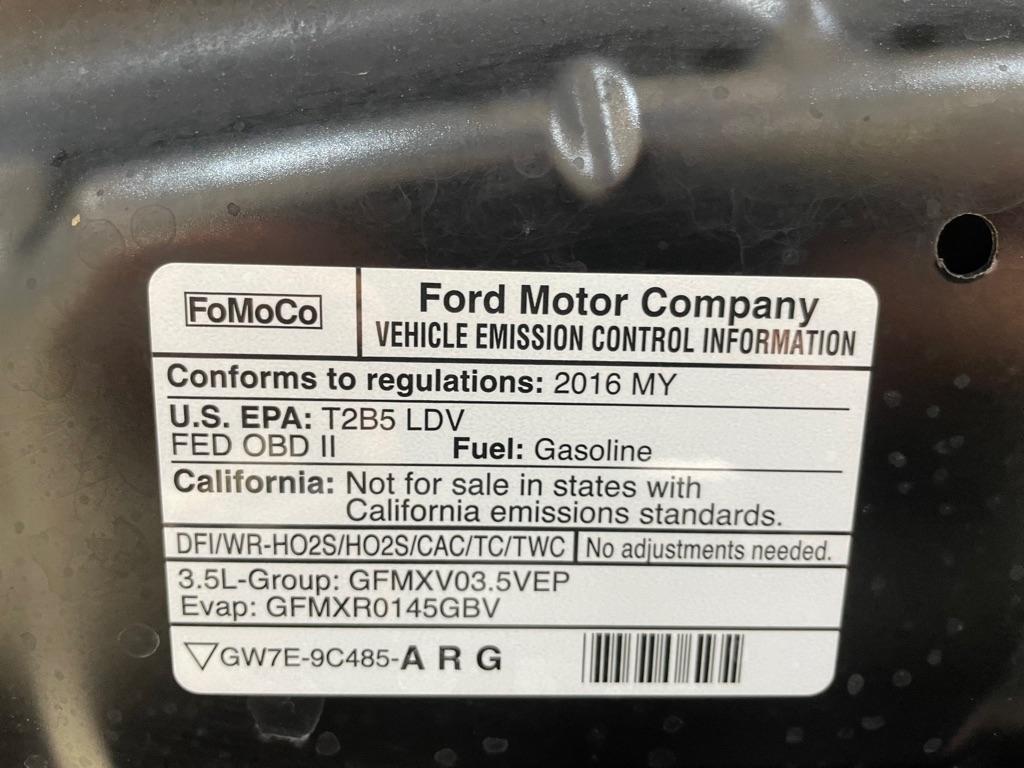 FoMoCo
Ford Motor Company
VEHICLE EMISSION CONTROL INFORMATION
Conforms to regulations: 2016 MY
U.S. EPA: T2B5 LDV
FED OBD II Fuel: Gasoline
California: Not for sale in states with
California emissions standards.
DFI/WR-HO2S/HO2S/CAC/TC/TWC No adjustments needed.
3.5L-Group: GFMXV03.5VEP
Evap: GFMXR0145GBV
▽GW7E-9C485-A R G